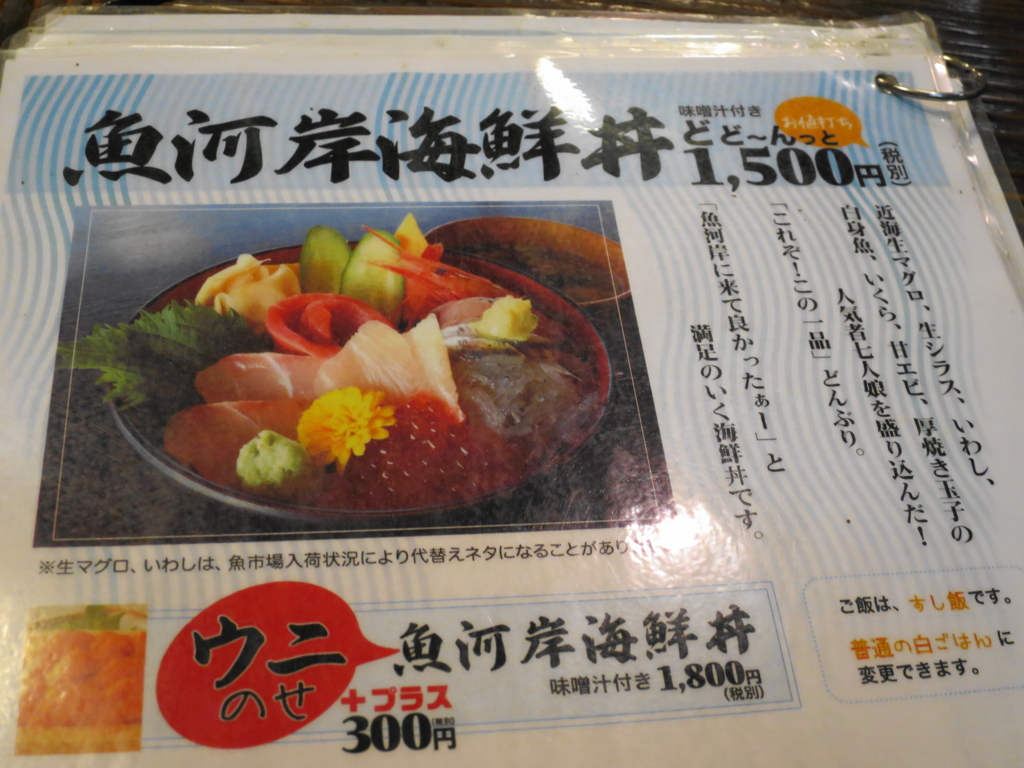 魚河岸海鮮丼
味噌汁付き
どど〜んっと
お値打ち
1,500円
(税別)
近海生マグロ、生シラス、いわし、
白身魚、いくら、甘エビ、厚焼き玉子の
人気者七人娘を盛り込んだ!
「これぞ!この一品」どんぶり。
「魚河岸に来て良かったぁー」と
満足のいく海鮮丼です。
※生マグロ、いわしは、魚市場入荷状況により代替えネタになることがあり
ウニ
のせ
+プラス
300円
(税別)
魚河岸海鮮丼
味噌汁付き 1,800円
(税別)
ご飯は、すし飯です。
普通の白ごはんに
変更できます。